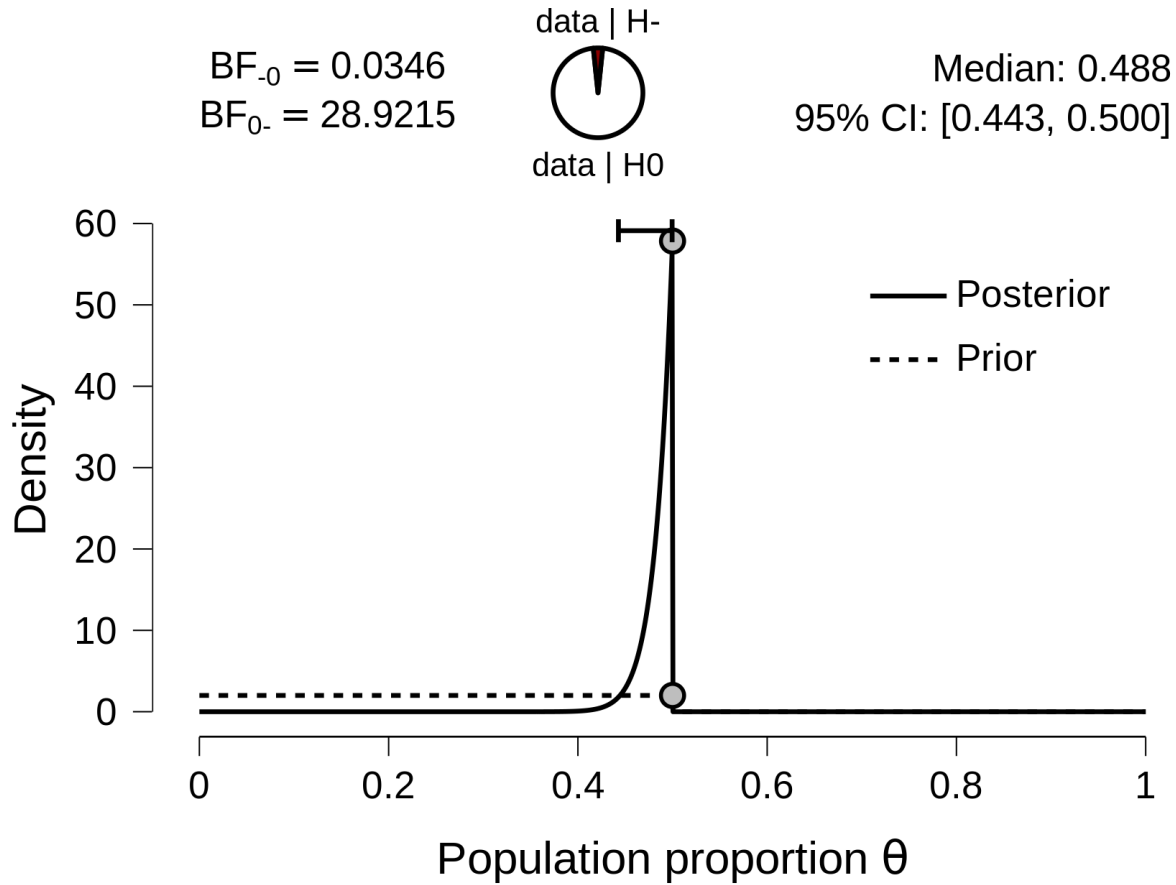 data | H-
BF-0 = 0.0346
BF0- = 28.9215
Median: 0.488
95% CI: [0.443, 0.500]
data | H0
60
50
40
30
20
10
0
Density
Posterior
Prior
0 0.2 0.4 0.6 0.8 1
Population proportion θ